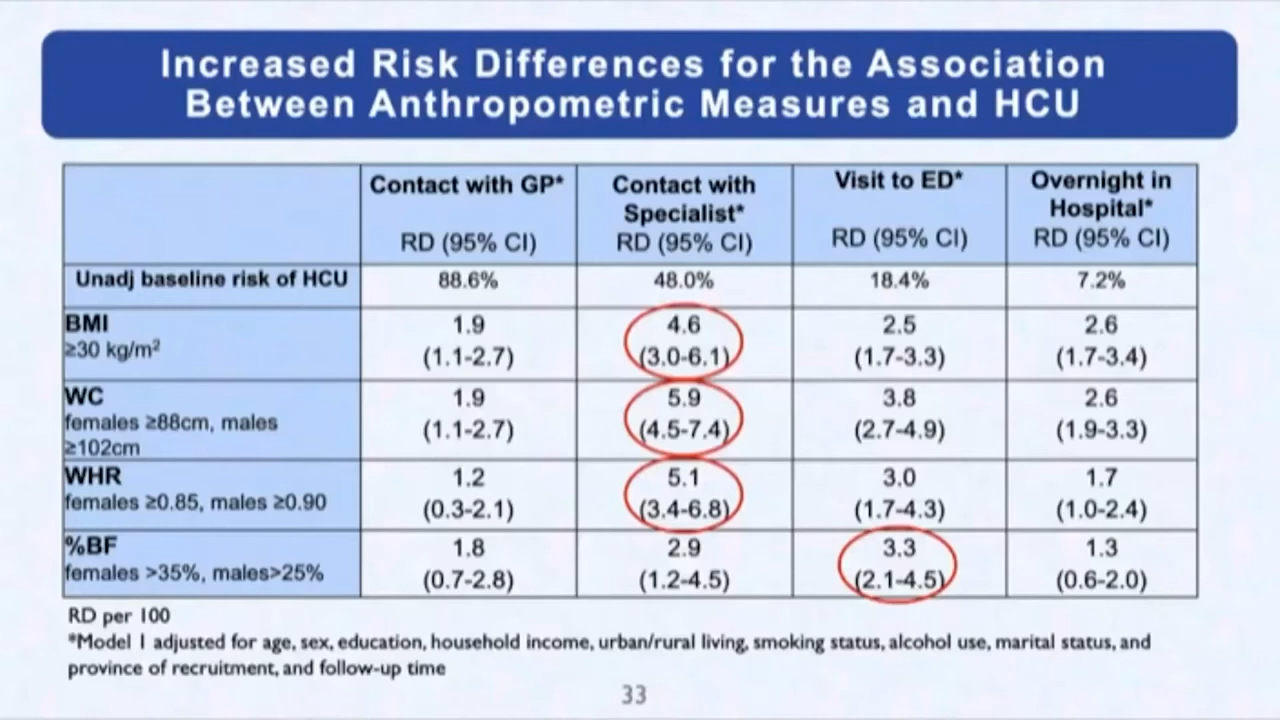 Increased Risk Differences for the Association
Between Anthropometric Measures and HCU
Contact with GP*
RD (95% CI)
Contact with
Specialist*
RD (95% CI)
Visit to ED*
RD (95% CI)
Overnight in
Hospital*
RD (95% CI)
Unadj baseline risk of HCU 88.6% 48.0% 18.4% 7.2%
BMI
≥30 kg/m²
1.9
(1.1-2.7)
4.6
(3.0-6.1)
2.5
(1.7-3.3)
2.6
(1.7-3.4)
WC
females ≥88cm, males
≥102cm
1.9
(1.1-2.7)
5.9
(4.5-7.4)
3.8
(2.7-4.9)
2.6
(1.9-3.3)
WHR
females ≥0.85, males ≥0.90
1.2
(0.3-2.1)
5.1
(3.4-6.8)
3.0
(1.7-4.3)
1.7
(1.0-2.4)
%BF
females >35%, males>25%
1.8
(0.7-2.8)
2.9
(1.2-4.5)
3.3
(2.1-4.5)
1.3
(0.6-2.0)
RD per 100
*Model 1 adjusted for age, sex, education, household income, urban/rural living, smoking status, alcohol use, marital status, and
province of recruitment, and follow-up time
33